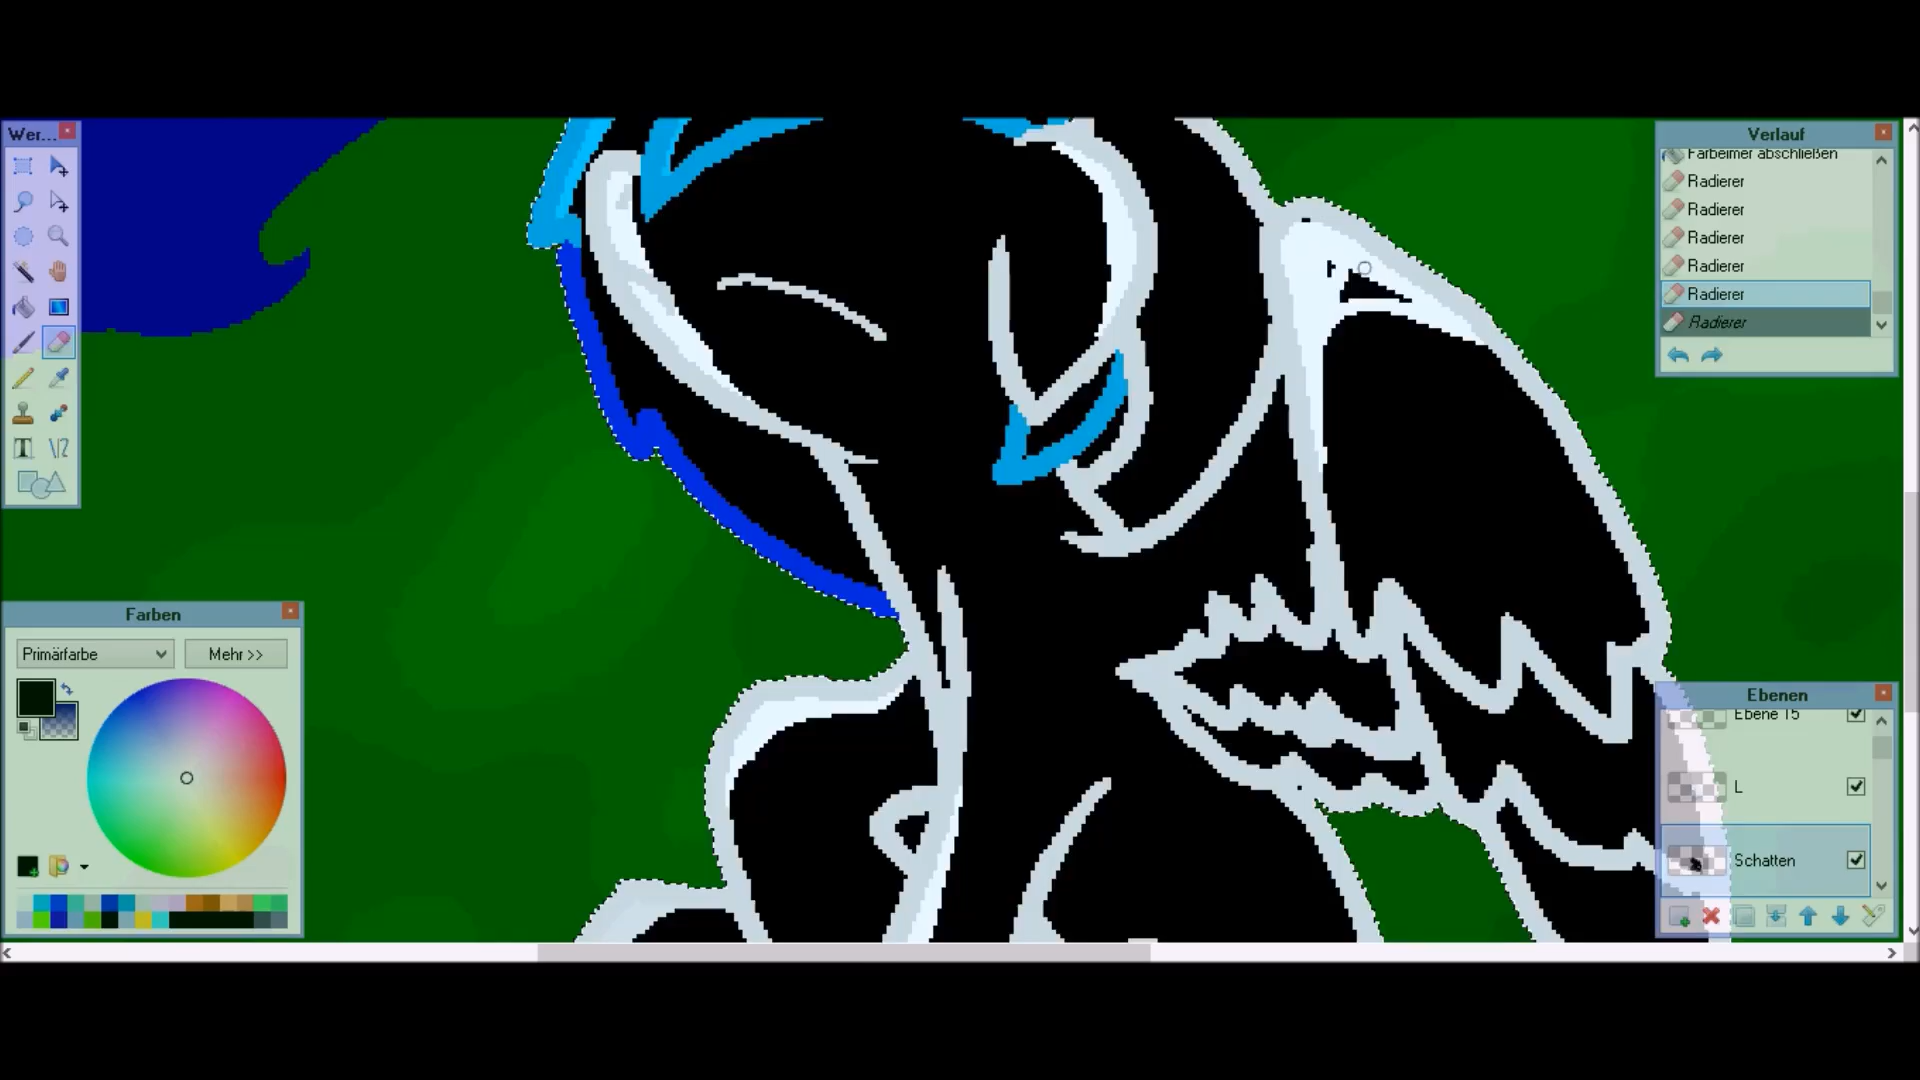 Wer...
Verlauf
Farbeimer abschließen
Radierer
Radierer
Radierer
Radierer
Radierer
Radierer
Farben
Primärfarbe
Mehr >>
Ebenen
Ebene 15
L
Schatten